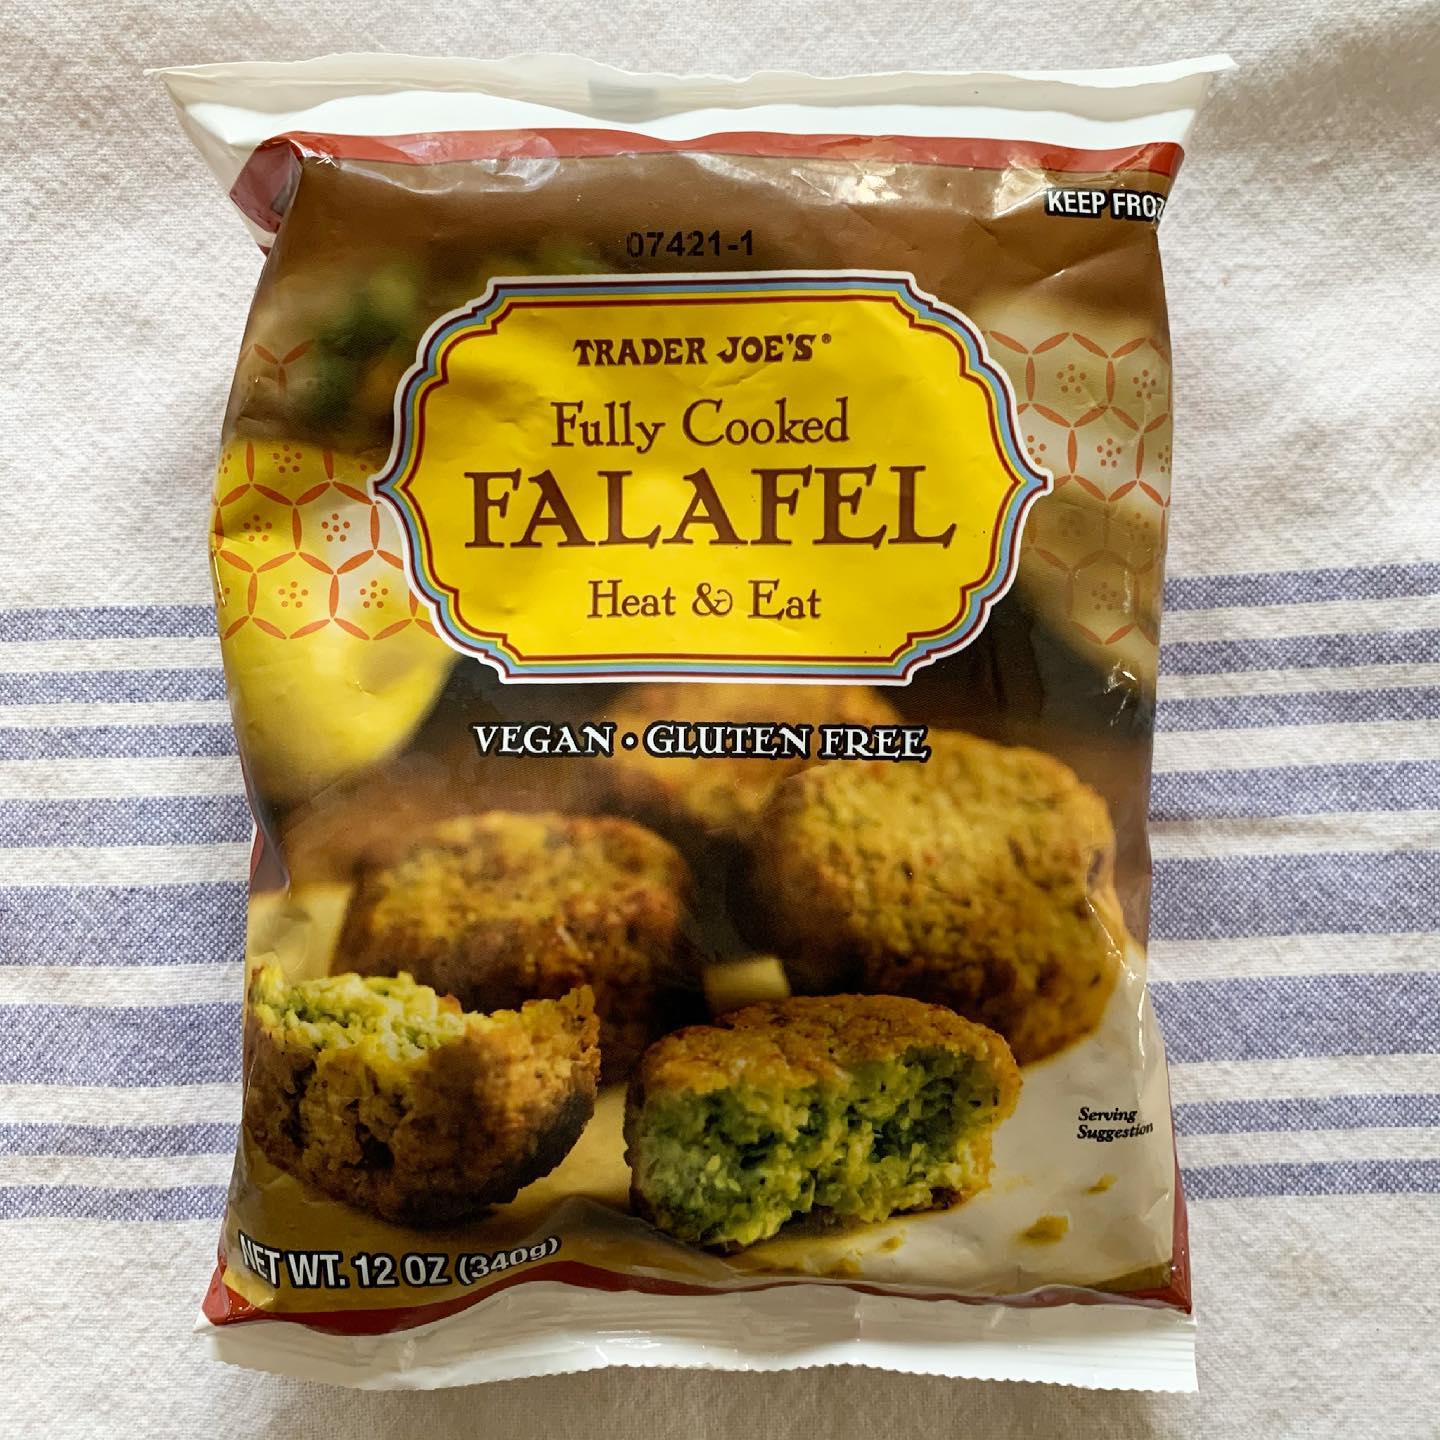 KEEP FROZ
07421-1
TRADER JOE'S®
Fully Cooked
FALAFEL
Heat & Eat
VEGAN • GLUTEN FREE
Serving
Suggestion
NET WT. 12 OZ (340g)